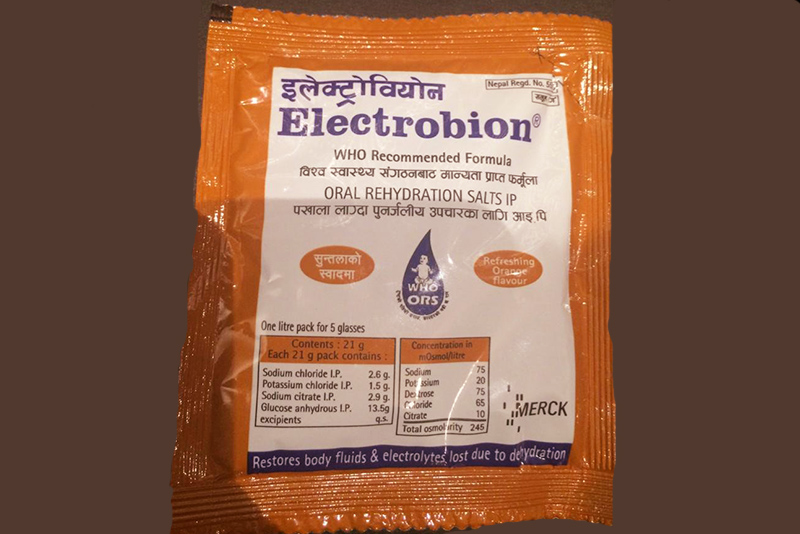 इलेक्ट्रोवियोन
Nepal Regd. No.
Electrobion®
WHO Recommended Formula
विश्व स्वास्थ्य संगठनबाट मान्यता प्राप्त फर्मुला
ORAL REHYDRATION SALTS IP
पखाला लाग्दा पुनर्जलीय उपचारका लागि आइ पि
सुन्तलाको
स्वादमा
Refreshing
Orange
flavour
WHO
ORS
One litre pack for 5 glasses
Contents : 21 g
Each 21 g pack contains :
Sodium chloride I.P. 2.6 g.
Potassium chloride I.P. 1.5 g.
Sodium citrate I.P. 2.9 g.
Glucose anhydrous I.P. 13.5g
excipients q.s.
Concentration in
mOsmol/litre
Sodium 75
Potassium 20
Dextrose 75
Chloride 65
Citrate 10
Total osmolarity 245
MERCK
Restores body fluids & electrolytes lost due to dehydration